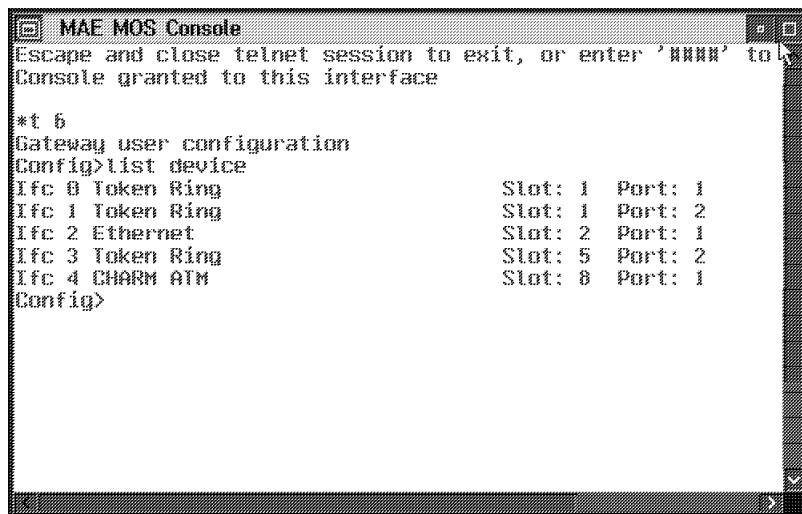 MAE MOS Console
Escape and close telnet session to exit, or enter '####' to
Console granted to this interface
*t 6
Gateway user configuration
Config>list device
Ifc 0 Token Ring Slot: 1 Port: 1
Ifc 1 Token Ring Slot: 1 Port: 2
Ifc 2 Ethernet Slot: 2 Port: 1
Ifc 3 Token Ring Slot: 5 Port: 2
Ifc 4 CHARM ATM Slot: 8 Port: 1
Config>